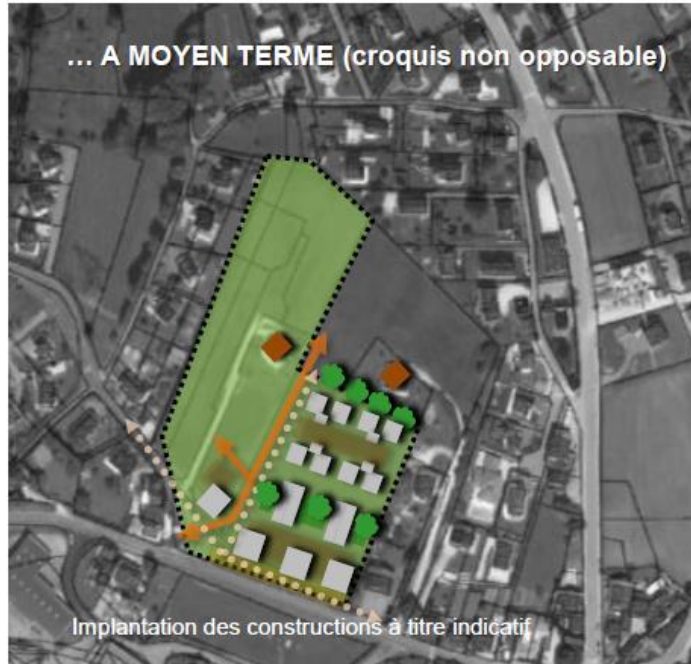 ... A MOYEN TERME (croquis non opposable)
Implantation des constructions à titre indicatif